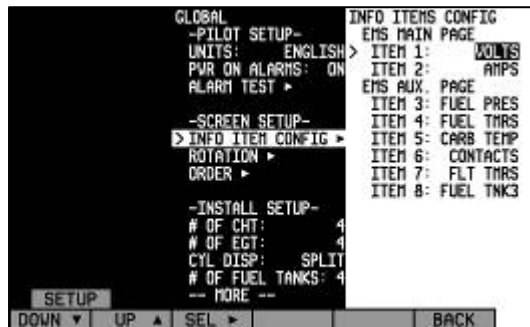 GLOBAL
-PILOT SETUP-
UNITS: ENGLISH
PWR ON ALARMS: ON
ALARM TEST ►
-SCREEN SETUP-
> INFO ITEM CONFIG ►
ROTATION ►
ORDER ►
-INSTALL SETUP-
# OF CHT: 4
# OF EGT: 4
CYL DISP: SPLIT
# OF FUEL TANKS: 4
-- MORE --
INFO ITEMS CONFIG
EMS MAIN PAGE
> ITEM 1: VOLTS
ITEM 2: AMPS
EMS AUX. PAGE
ITEM 3: FUEL PRES
ITEM 4: FUEL TMRS
ITEM 5: CARB TEMP
ITEM 6: CONTACTS
ITEM 7: FLT TMRS
ITEM 8: FUEL TNK3
SETUP
DOWN ▼ UP ▲ SEL ► BACK